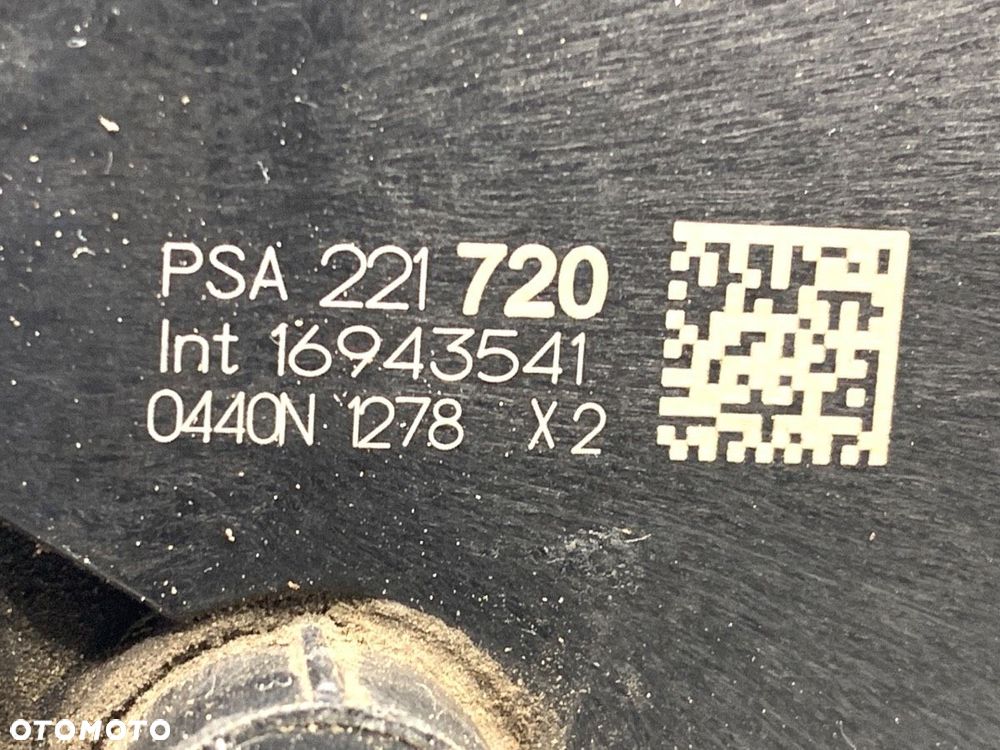 PSA 221 720
Int 16943541
0440N 1278 X2
OTOMOTO